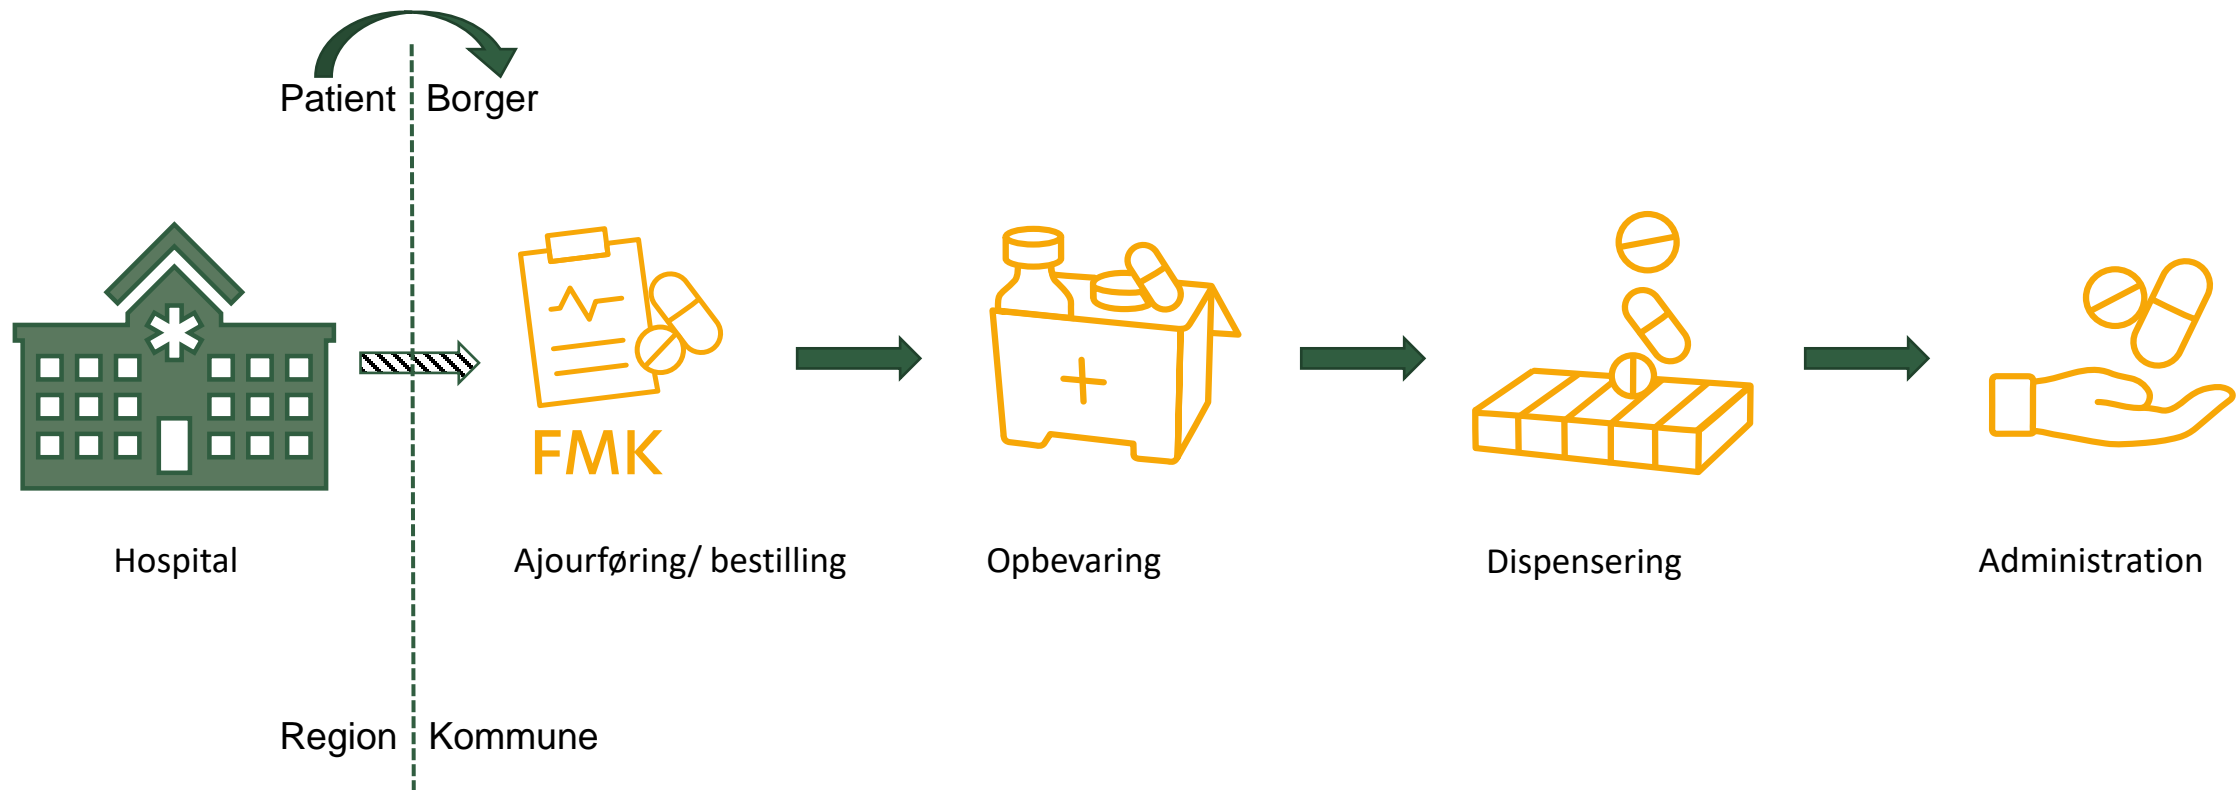 Patient Borger
FMK
Hospital
Ajourføring/ bestilling
Opbevaring
Dispensering
Administration
Region Kommune